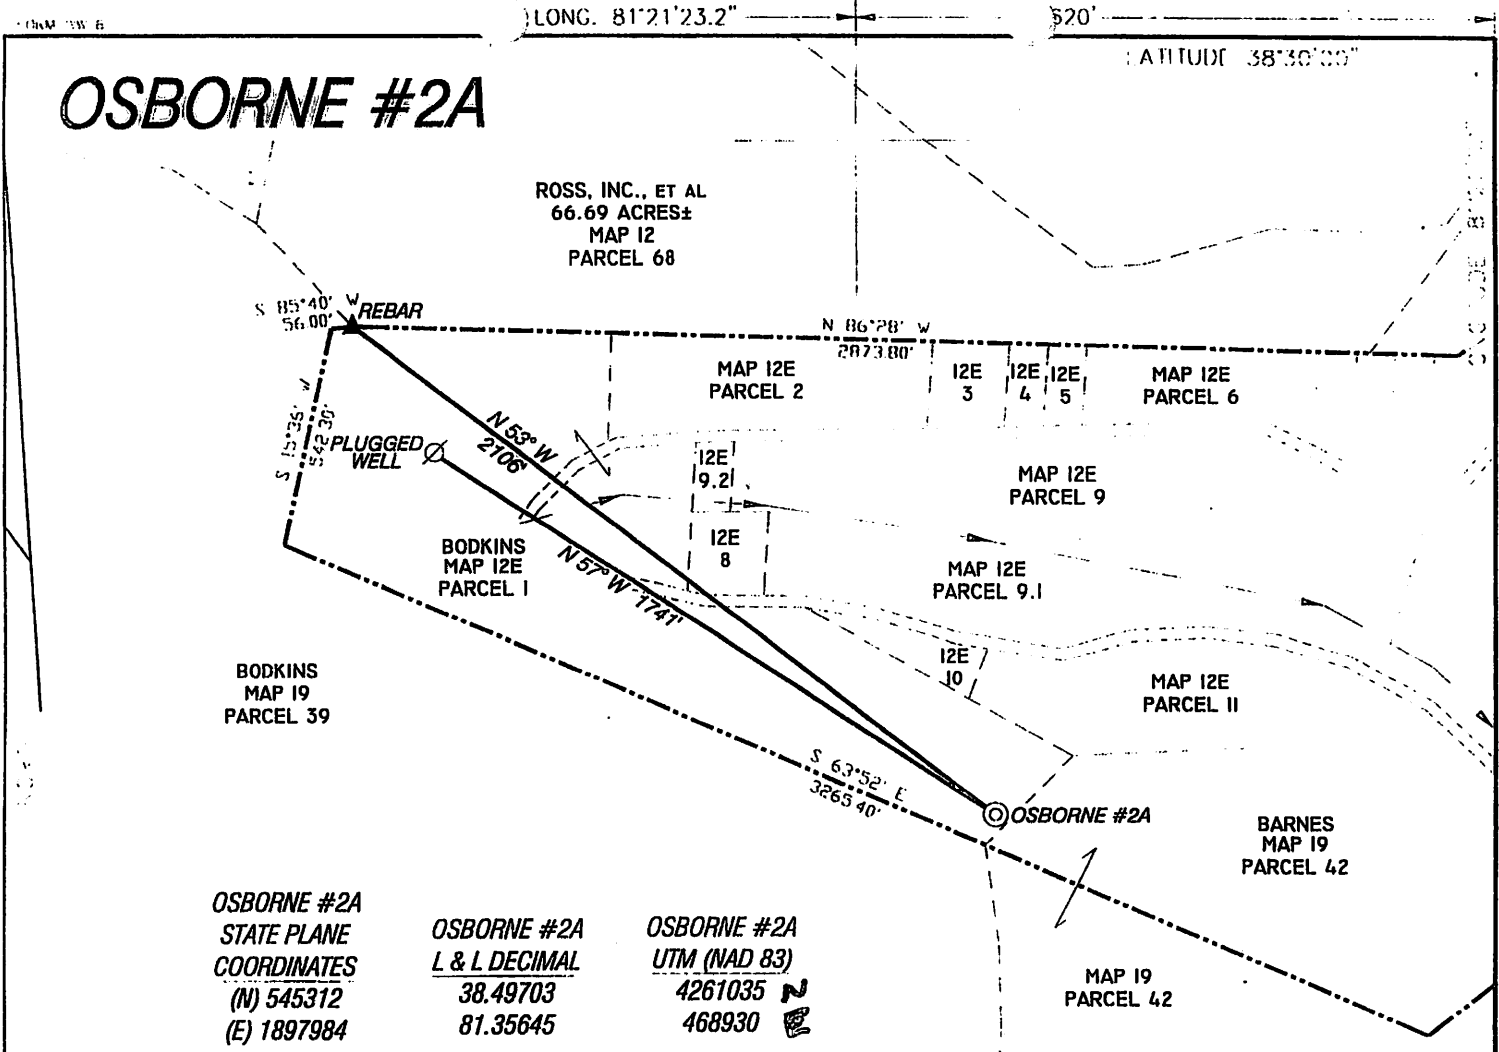 LONG. 81°21'23.2"
620'
LATITUDE 38°30'00"
OSBORNE #2A
ROSS, INC., ET AL
66.69 ACRES±
MAP 12
PARCEL 68
S 85°40' W
56.00'
REBAR
N 86°28' W
2873.80'
MAP 12E
PARCEL 2
12E
3
12E
4
12E
5
MAP 12E
PARCEL 6
S 15°36' W
542.30'
PLUGGED
WELL
N 53° W
2106'
12E
9.2
MAP 12E
PARCEL 9
12E
8
BODKINS
MAP 12E
PARCEL 1
N 57° W 1741'
MAP 12E
PARCEL 9.1
12E
10
BODKINS
MAP 19
PARCEL 39
MAP 12E
PARCEL 11
S 63°52' E
3265.40'
OSBORNE #2A
BARNES
MAP 19
PARCEL 42
MAP 19
PARCEL 42
OSBORNE #2A
STATE PLANE
COORDINATES
(N) 545312
(E) 1897984
OSBORNE #2A
L & L DECIMAL
38.49703
81.35645
OSBORNE #2A
UTM (NAD 83)
4261035 N
468930 E